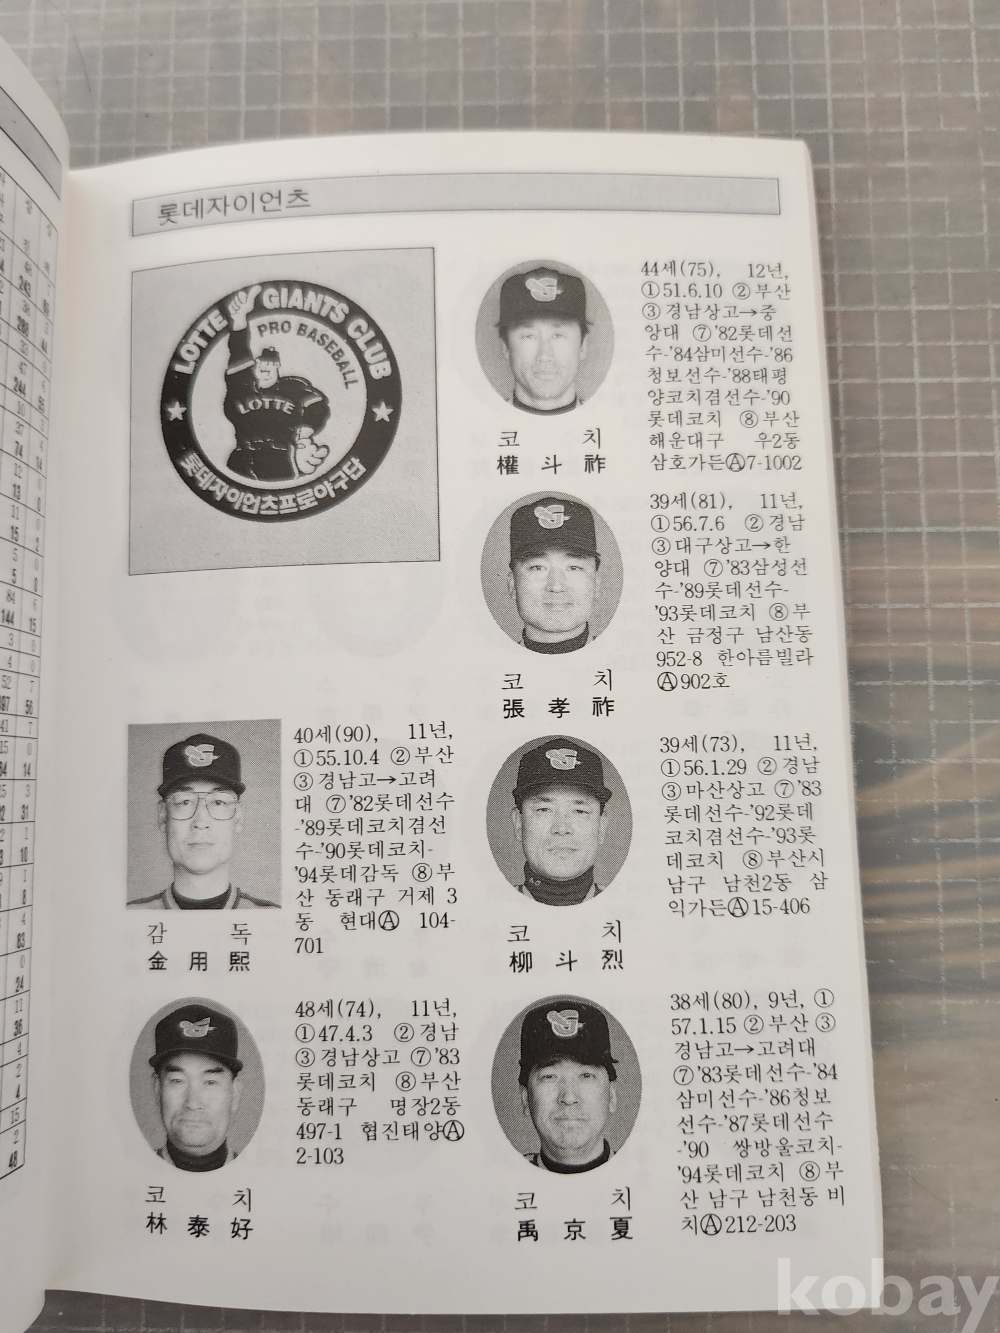 롯데자이언츠
LOTTE GIANTS CLUB
PRO BASEBALL
LOTTE
롯데자이언츠프로야구단
40세(90), 11년,
①55.10.4 ②부산
③경남고→고려
대 ⑦'82롯데선수
-'89롯데코치겸선
수-'90롯데코치-
'94롯데감독 ⑧부
산 동래구 거제 3
동 현대Ⓐ 104-
701
감 독
金 用 熙
48세(74), 11년,
①47.4.3 ②경남
③경남상고 ⑦'83
롯데코치 ⑧부산
동래구 명장2동
497-1 협진태양Ⓐ
2-103
코 치
林 泰 好
44세(75), 12년,
①51.6.10 ②부산
③경남상고→중
앙대 ⑦'82롯데선
수-'84삼미선수-'86
청보선수-'88태평
양코치겸선수-'90
롯데코치 ⑧부산
해운대구 우2동
삼호가든Ⓐ7-1002
코 치
權 斗 祚
39세(81), 11년,
①56.7.6 ②경남
③대구상고→한
양대 ⑦'83삼성선
수-'89롯데선수-
'93롯데코치 ⑧부
산 금정구 남산동
952-8 한아름빌라
Ⓐ902호
코 치
張 孝 祚
39세(73), 11년,
①56.1.29 ②경남
③마산상고 ⑦'83
롯데선수-'92롯데
코치겸선수-'93롯
데코치 ⑧부산시
남구 남천2동 삼
익가든Ⓐ15-406
코 치
柳 斗 烈
38세(80), 9년, ①
57.1.15 ②부산 ③
경남고→고려대
⑦'83롯데선수-'84
삼미선수-'86청보
선수-'87롯데선수
-'90 쌍방울코치-
'94롯데코치 ⑧부
산 남구 남천동 비
치Ⓐ212-203
코 치
禹 京 夏
kobay